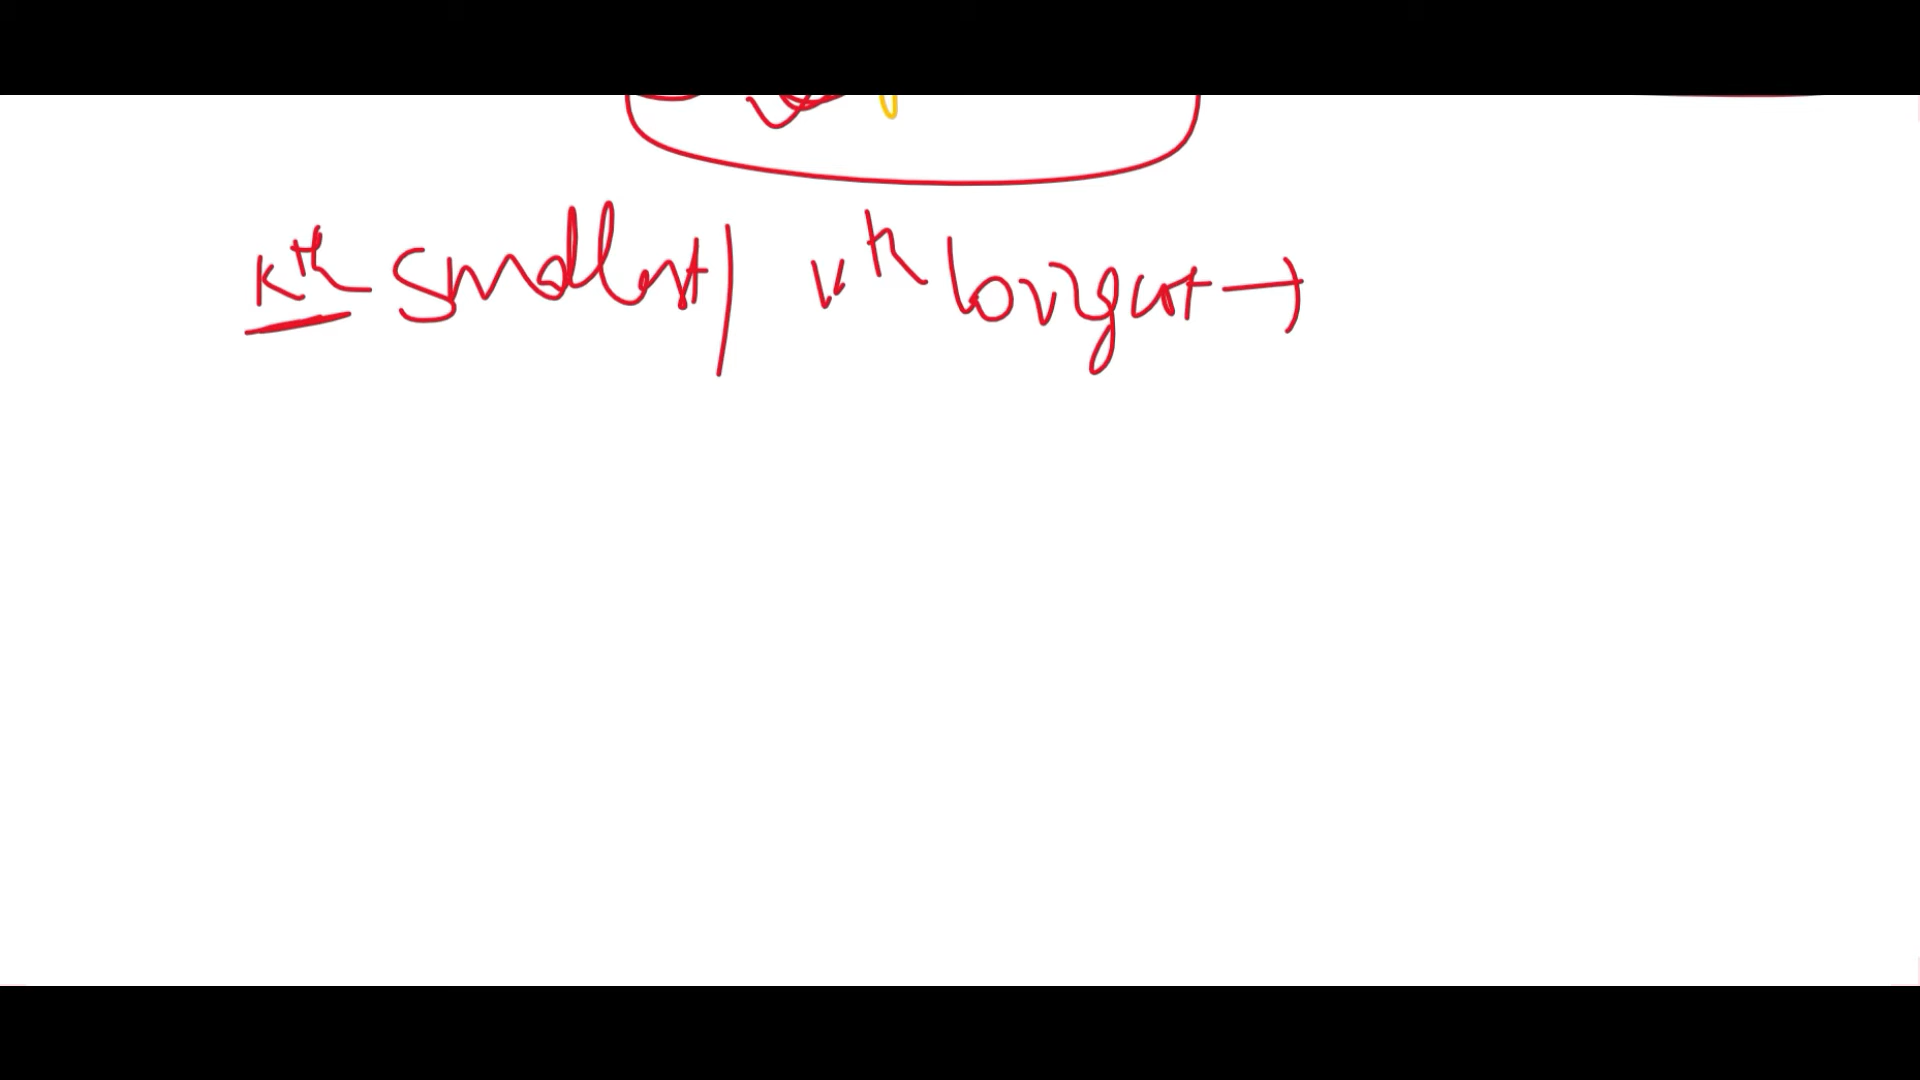 Kth smallest / kth largest →